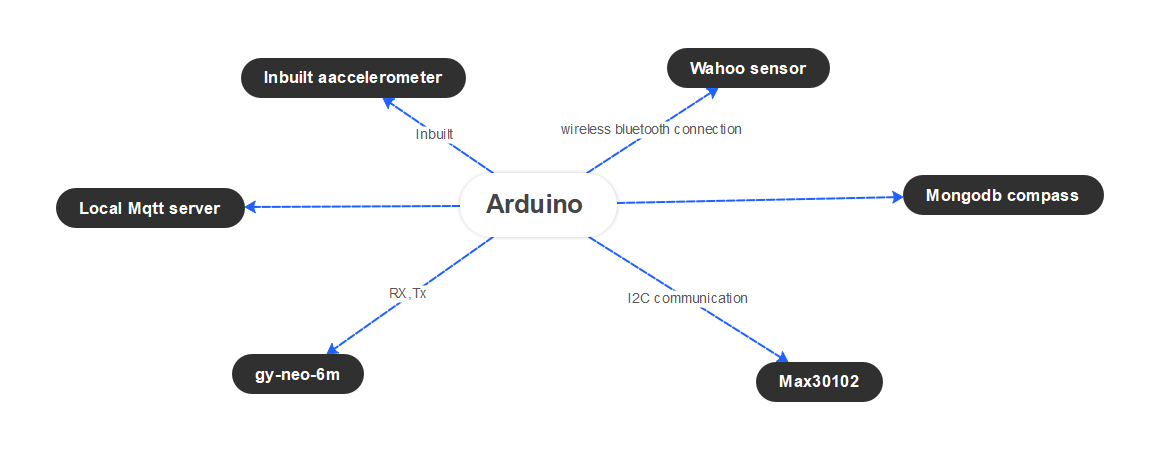 Wahoo sensor
Inbuilt aaccelerometer
wireless bluetooth connection
Inbuilt
Mongodb compass
Arduino
Local Mqtt server
RX,Tx
I2C communication
gy-neo-6m
Max30102